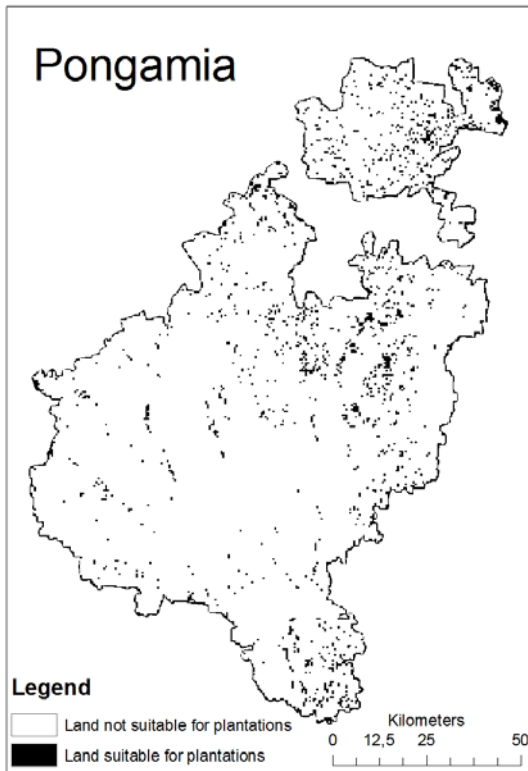 Pongamia
Legend
Land not suitable for plantations
Land suitable for plantations
Kilometers
0 12,5 25 50